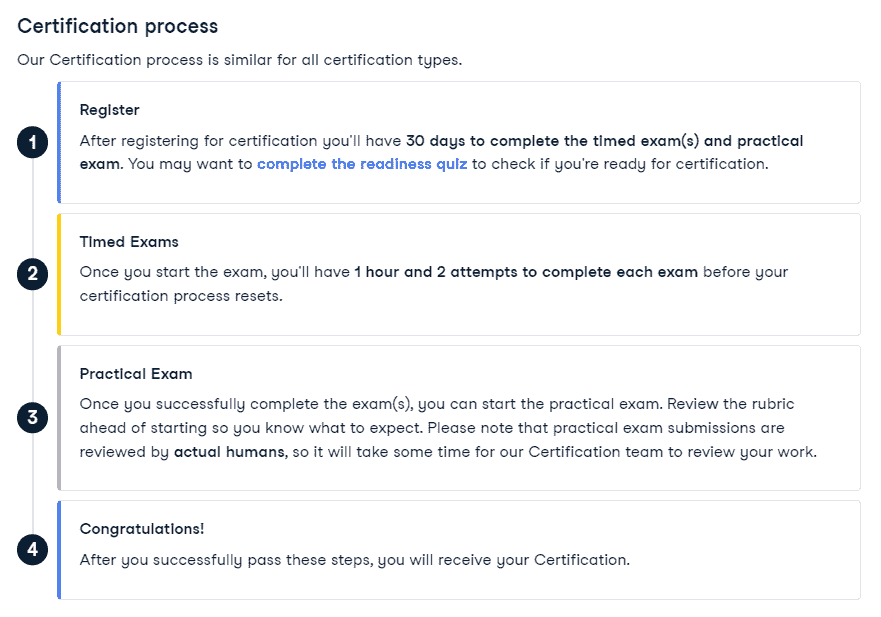 Certification process
Our Certification process is similar for all certification types.
1
Register
After registering for certification you'll have 30 days to complete the timed exam(s) and practical
exam. You may want to complete the readiness quiz to check if you're ready for certification.
2
Timed Exams
Once you start the exam, you'll have 1 hour and 2 attempts to complete each exam before your
certification process resets.
3
Practical Exam
Once you successfully complete the exam(s), you can start the practical exam. Review the rubric
ahead of starting so you know what to expect. Please note that practical exam submissions are
reviewed by actual humans, so it will take some time for our Certification team to review your work.
4
Congratulations!
After you successfully pass these steps, you will receive your Certification.